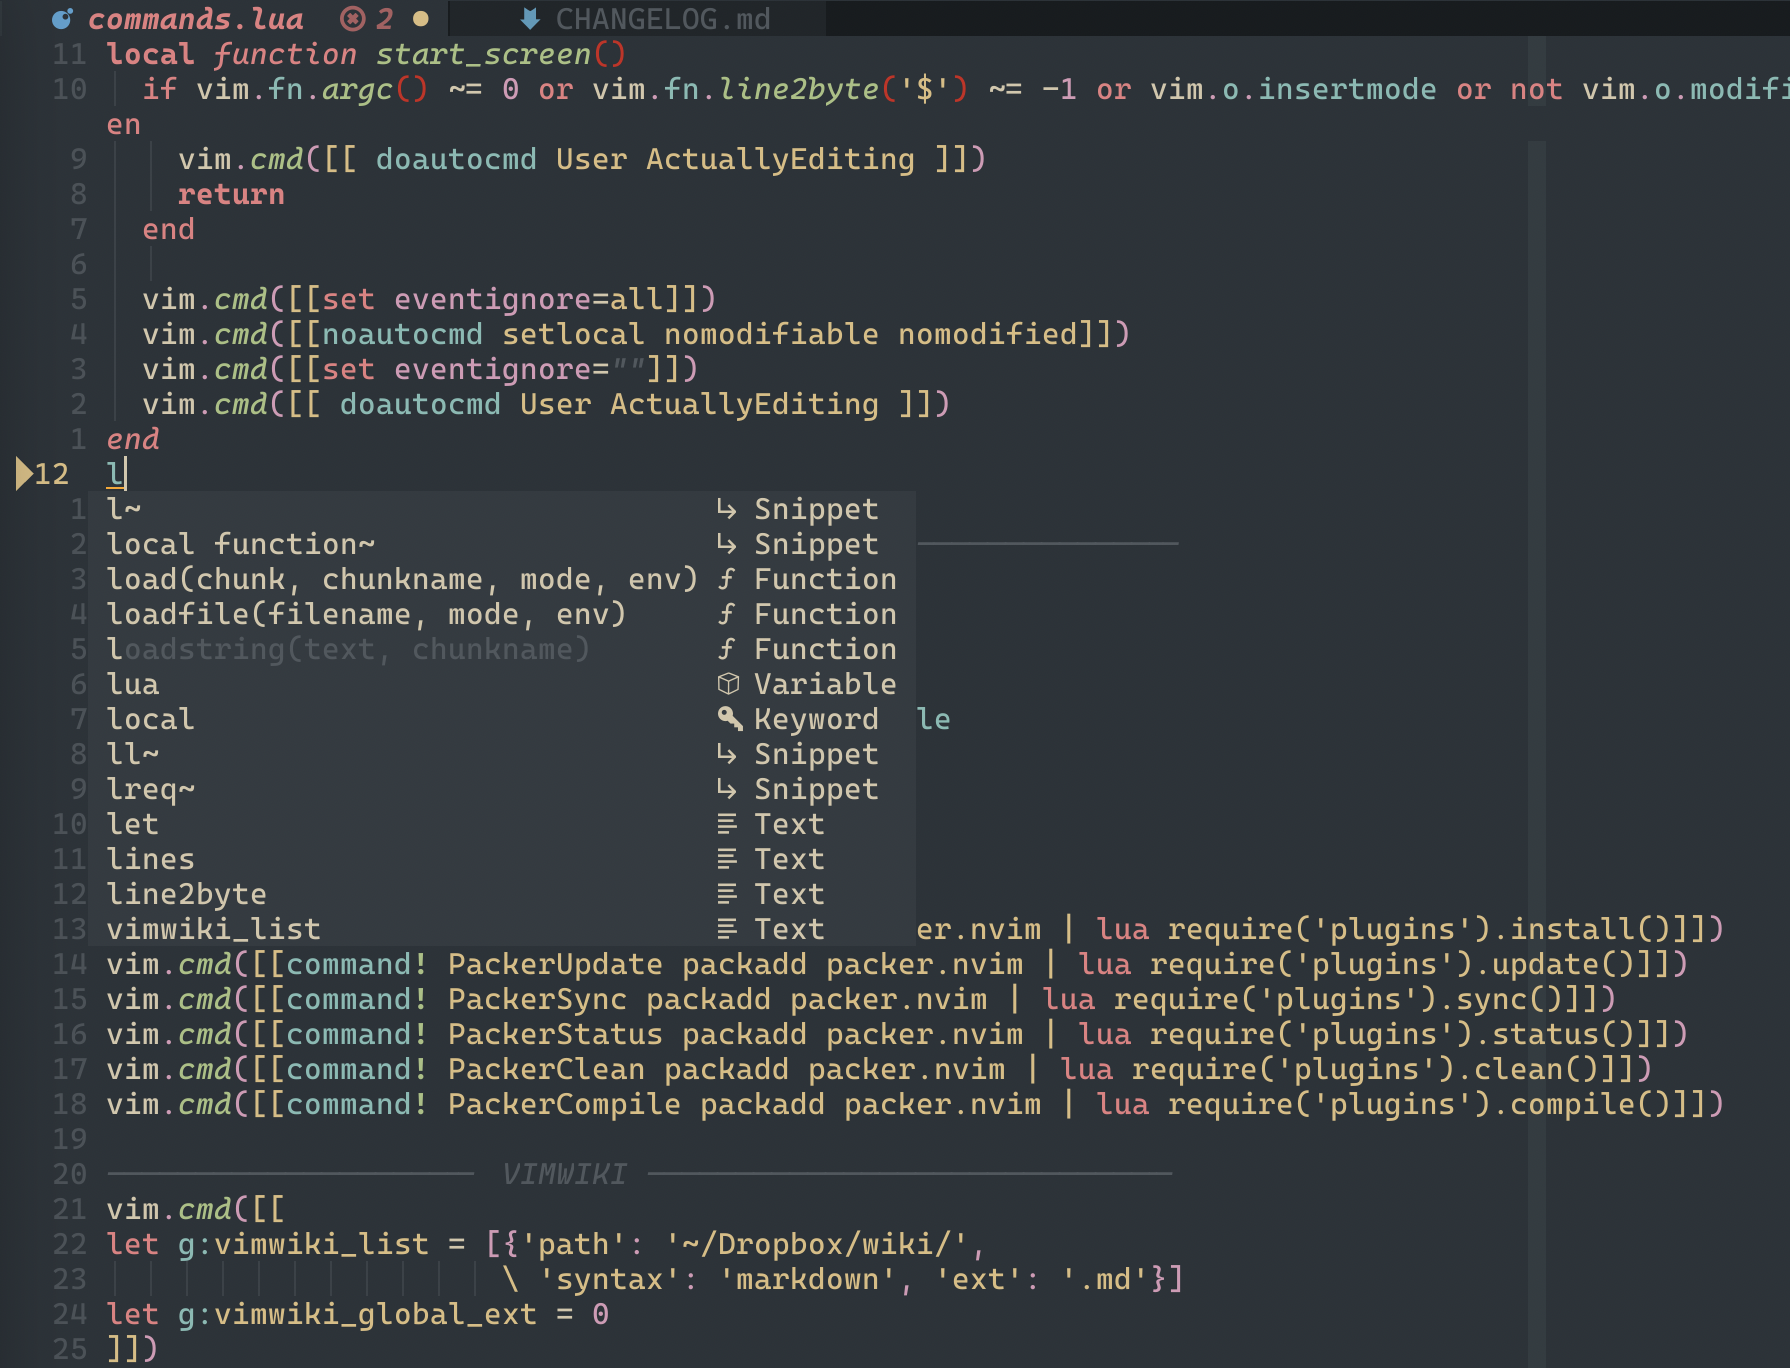 commands.lua 2 CHANGELOG.md
11 local function start_screen()
10 if vim.fn.argc() ~= 0 or vim.fn.line2byte('$') ~= -1 or vim.o.insertmode or not vim.o.modifi
en
9 vim.cmd([[ doautocmd User ActuallyEditing ]])
8 return
7 end
6
5 vim.cmd([[set eventignore=all]])
4 vim.cmd([[noautocmd setlocal nomodifiable nomodified]])
3 vim.cmd([[set eventignore=""]])
2 vim.cmd([[ doautocmd User ActuallyEditing ]])
1 end
12 l
1 l~ Snippet
2 local function~ Snippet
3 load(chunk, chunkname, mode, env) ƒ Function
4 loadfile(filename, mode, env) ƒ Function
5 loadstring(text, chunkname) ƒ Function
6 lua Variable
7 local Keyword le
8 ll~ Snippet
9 lreq~ Snippet
10 let Text
11 lines Text
12 line2byte Text
13 vimwiki_list Text er.nvim | lua require('plugins').install()]])
14 vim.cmd([[command! PackerUpdate packadd packer.nvim | lua require('plugins').update()]])
15 vim.cmd([[command! PackerSync packadd packer.nvim | lua require('plugins').sync()]])
16 vim.cmd([[command! PackerStatus packadd packer.nvim | lua require('plugins').status()]])
17 vim.cmd([[command! PackerClean packadd packer.nvim | lua require('plugins').clean()]])
18 vim.cmd([[command! PackerCompile packadd packer.nvim | lua require('plugins').compile()]])
19
20 VIMWIKI
21 vim.cmd([[
22 let g:vimwiki_list = [{'path': '~/Dropbox/wiki/',
23 \ 'syntax': 'markdown', 'ext': '.md'}]
24 let g:vimwiki_global_ext = 0
25 ]])